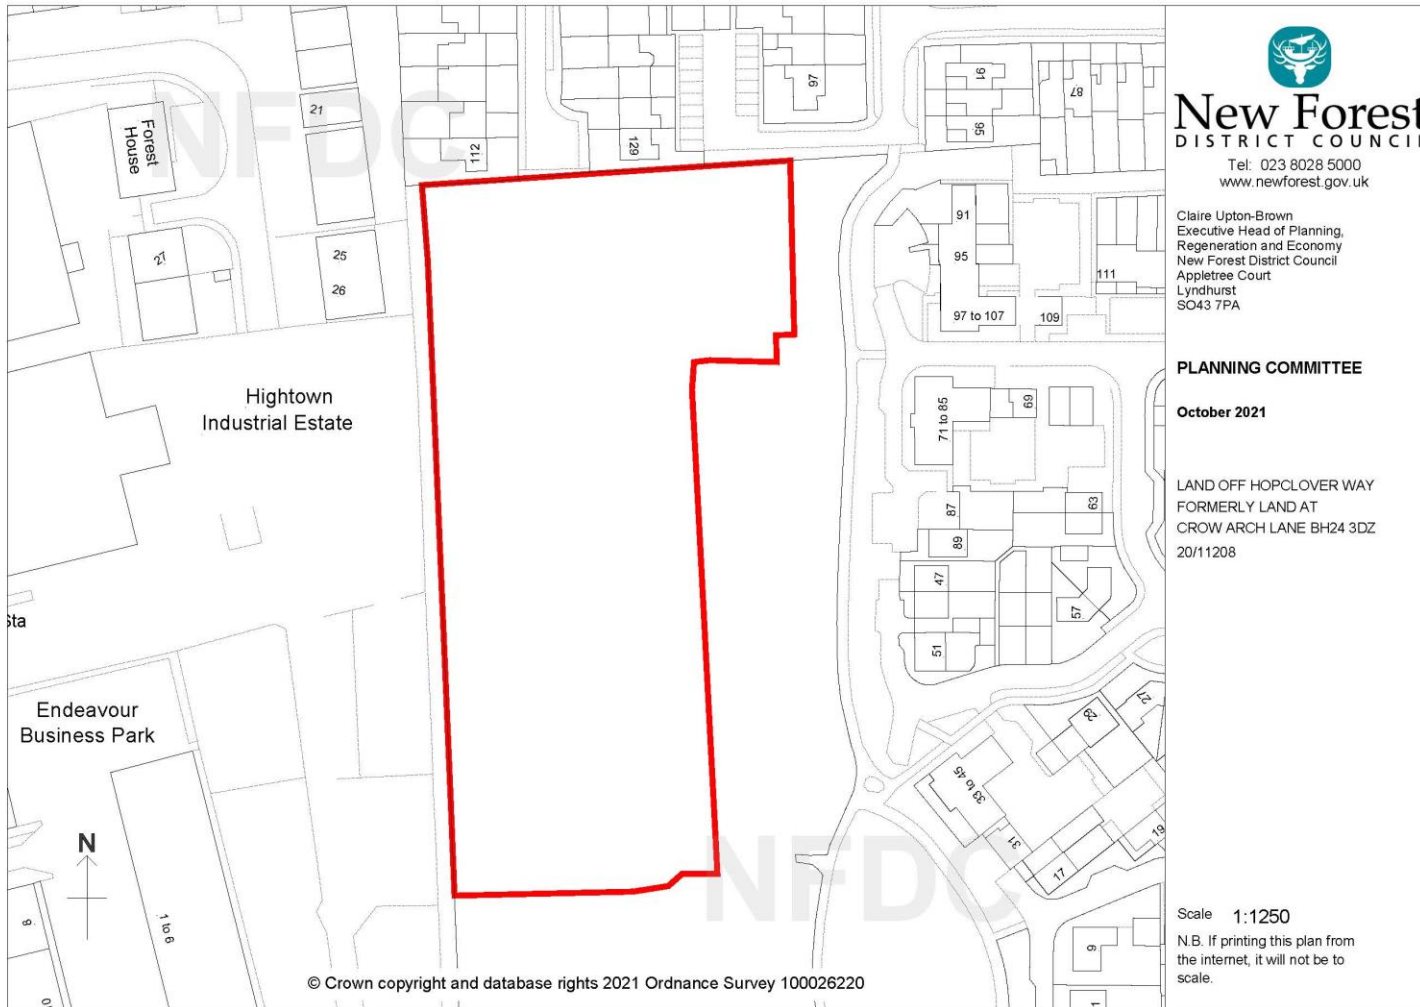 NFDC
21
Forest
House
27
25
26
112
129
76
91
95
87
91
95
97 to 107
109
111
Hightown
Industrial Estate
71 to 85
69
87
89
63
47
51
57
Endeavour
Business Park
N
1 to 6
8
33 to 45
29
27
31
17
19
9
NFDC
© Crown copyright and database rights 2021 Ordnance Survey 100026220
New Forest
DISTRICT COUNCIL
Tel: 023 8028 5000
www.newforest.gov.uk
Claire Upton-Brown
Executive Head of Planning,
Regeneration and Economy
New Forest District Council
Appletree Court
Lyndhurst
SO43 7PA
PLANNING COMMITTEE
October 2021
LAND OFF HOPCLOVER WAY
FORMERLY LAND AT
CROW ARCH LANE BH24 3DZ
20/11208
Scale 1:1250
N.B. If printing this plan from
the internet, it will not be to
scale.